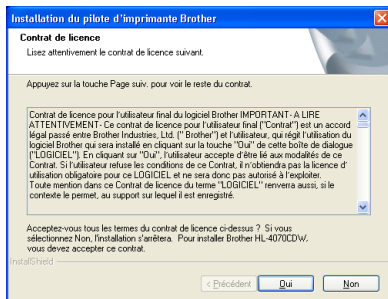 Installation du pilote d'imprimante Brother
Contrat de licence
Lisez attentivement le contrat de licence suivant.
Appuyez sur la touche Page suiv. pour voir le reste du contrat.
Contrat de licence pour l'utilisateur final du logiciel Brother IMPORTANT- A LIRE
ATTENTIVEMENT- Ce contrat de licence pour l'utilisateur final ("Contrat") est un accord
légal passé entre Brother Industries, Ltd. (" Brother") et l'utilisateur, qui régit l'utilisation du
logiciel Brother qui sera installé en cliquant sur la touche "Oui" de cette boîte de dialogue
("LOGICIEL"). En cliquant sur "Oui", l'utilisateur accepte d'être lié aux modalités de ce
Contrat. Si l'utilisateur refuse les conditions de ce Contrat, il n'obtiendra pas la licence d'
utilisation obligatoire pour ce LOGICIEL et ne sera donc pas autorisé à l'exploiter.
Toute mention dans ce Contrat de licence du terme "LOGICIEL" renverra aussi, si le
contexte le permet, au support sur lequel il est enregistré.
Acceptez-vous tous les termes du contrat de licence ci-dessus ? Si vous
sélectionnez Non, l'installation s'arrêtera. Pour installer Brother HL-4070CDW,
vous devez accepter ce contrat.
InstallShield
< Précédent
Oui
Non